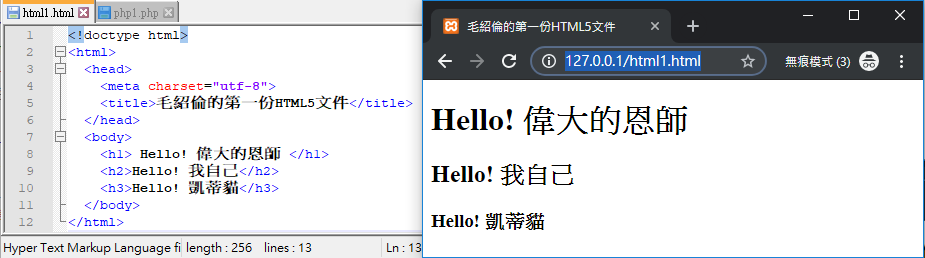 html1.html php1.php
1 <!doctype html>
2 <html>
3 <head>
4 <meta charset="utf-8">
5 <title>毛紹倫的第一份HTML5文件</title>
6 </head>
7 <body>
8 <h1> Hello! 偉大的恩師 </h1>
9 <h2>Hello! 我自己</h2>
10 <h3>Hello! 凱蒂貓</h3>
11 </body>
12 </html>
Hyper Text Markup Language fi length : 256 lines : 13 Ln : 13
毛紹倫的第一份HTML5文件
127.0.0.1/html1.html 無痕模式 (3)
Hello! 偉大的恩師
Hello! 我自己
Hello! 凱蒂貓